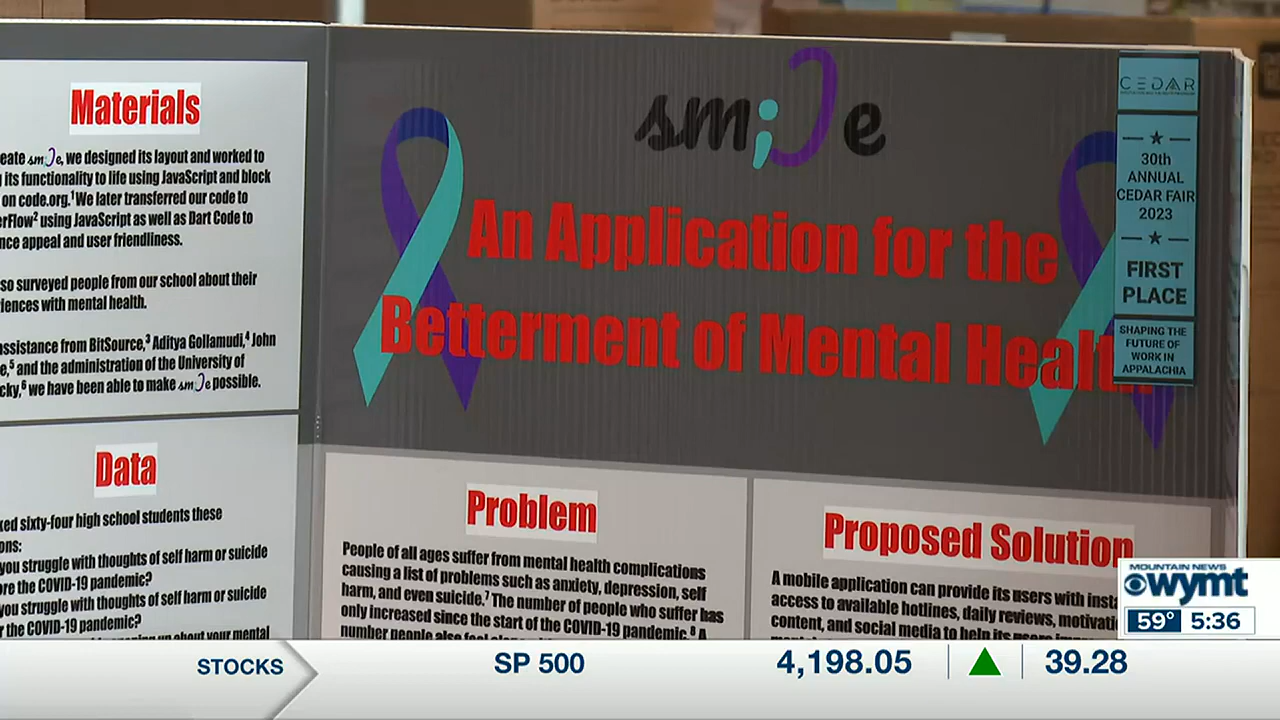 Materials
eate smile, we designed its layout and worked to
its functionality to life using JavaScript and block
on code.org.¹ We later transferred our code to
erFlow² using JavaScript as well as Dart Code to
nce appeal and user friendliness.
so surveyed people from our school about their
iences with mental health.
assistance from BitSource,³ Aditya Gollamudi,⁴ John
e,⁵ and the administration of the University of
cky,⁶ we have been able to make smile possible.
Data
ked sixty-four high school students these
ons:
you struggle with thoughts of self harm or suicide
ore the COVID-19 pandemic?
you struggle with thoughts of self harm or suicide
r the COVID-19 pandemic?
about your mental
sm;)e
An Application for the
Betterment of Mental Health
CEDAR
30th
ANNUAL
CEDAR FAIR
2023
FIRST
PLACE
SHAPING THE
FUTURE OF
WORK IN
APPALACHIA
Problem
People of all ages suffer from mental health complications
causing a list of problems such as anxiety, depression, self
harm, and even suicide.⁷ The number of people who suffer has
only increased since the start of the COVID-19 pandemic.⁸ A
number people also feel
Proposed Solution
A mobile application can provide its users with insta
access to available hotlines, daily reviews, motivatio
content, and social media to help its users
MOUNTAIN NEWS
wymt
59° 5:36
STOCKS SP 500 4,198.05 ▲ 39.28